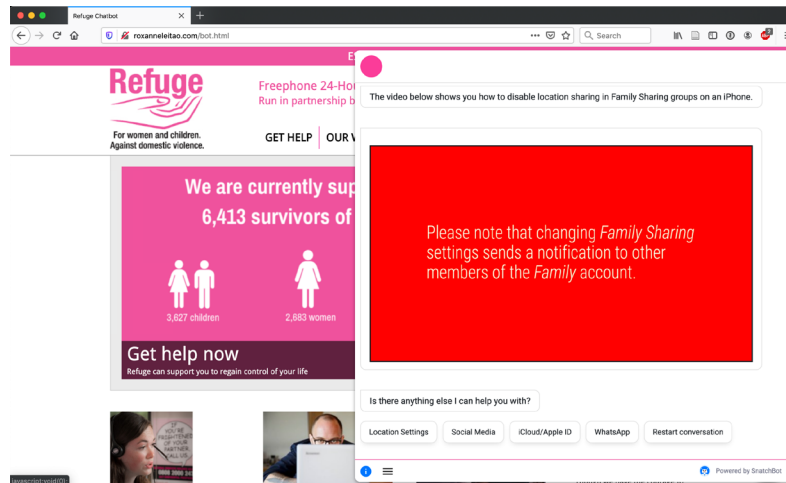 Refuge Chatbot
roxanneleitao.com/bot.html
Search
Refuge
For women and children.
Against domestic violence.
Freephone 24-Ho
Run in partnership b
GET HELP
OUR
We are currently sup
6,413 survivors of
3,627 children
2,683 women
Get help now
Refuge can support you to regain control of your life
The video below shows you how to disable location sharing in Family Sharing groups on an iPhone.
Please note that changing Family Sharing
settings sends a notification to other
members of the Family account.
Is there anything else I can help you with?
Location Settings
Social Media
iCloud/Apple ID
WhatsApp
Restart conversation
Powered by SnatchBot
javascript:void(0);